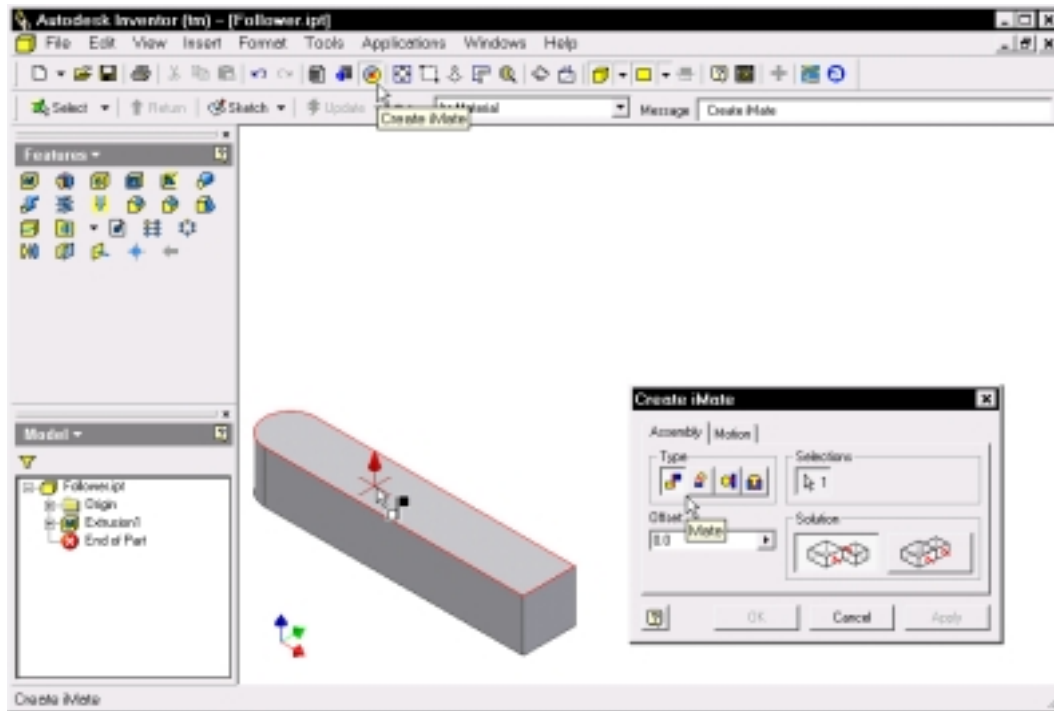 Autodesk Inventor (tm) – [Follower.ipt]
File Edit View Insert Format Tools Applications Windows Help
Select Return Sketch Update Material Message Create iMate
Create iMate
Features
Model
Follower.ipt
Origin
Extrusion1
End of Part
Create iMate
Assembly Motion
Type Selections
1
Offset: Solution
iMate
0.0
OK Cancel Apply
Create iMate